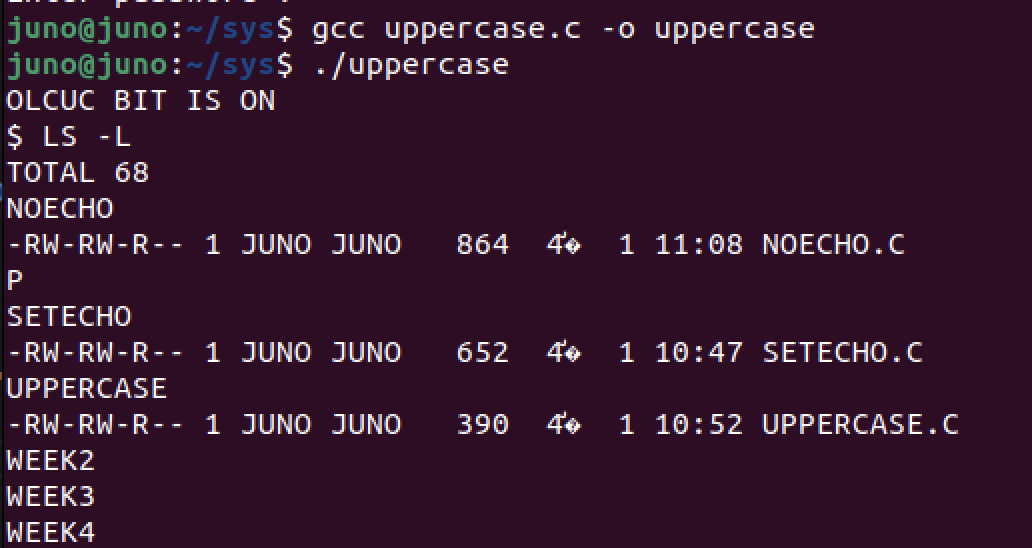 juno@juno:~/sys$ gcc uppercase.c -o uppercase
juno@juno:~/sys$ ./uppercase
OLCUC BIT IS ON
$ LS -L
TOTAL 68
NOECHO
-RW-RW-R-- 1 JUNO JUNO   864  4�  1 11:08 NOECHO.C
P
SETECHO
-RW-RW-R-- 1 JUNO JUNO   652  4�  1 10:47 SETECHO.C
UPPERCASE
-RW-RW-R-- 1 JUNO JUNO   390  4�  1 10:52 UPPERCASE.C
WEEK2
WEEK3
WEEK4